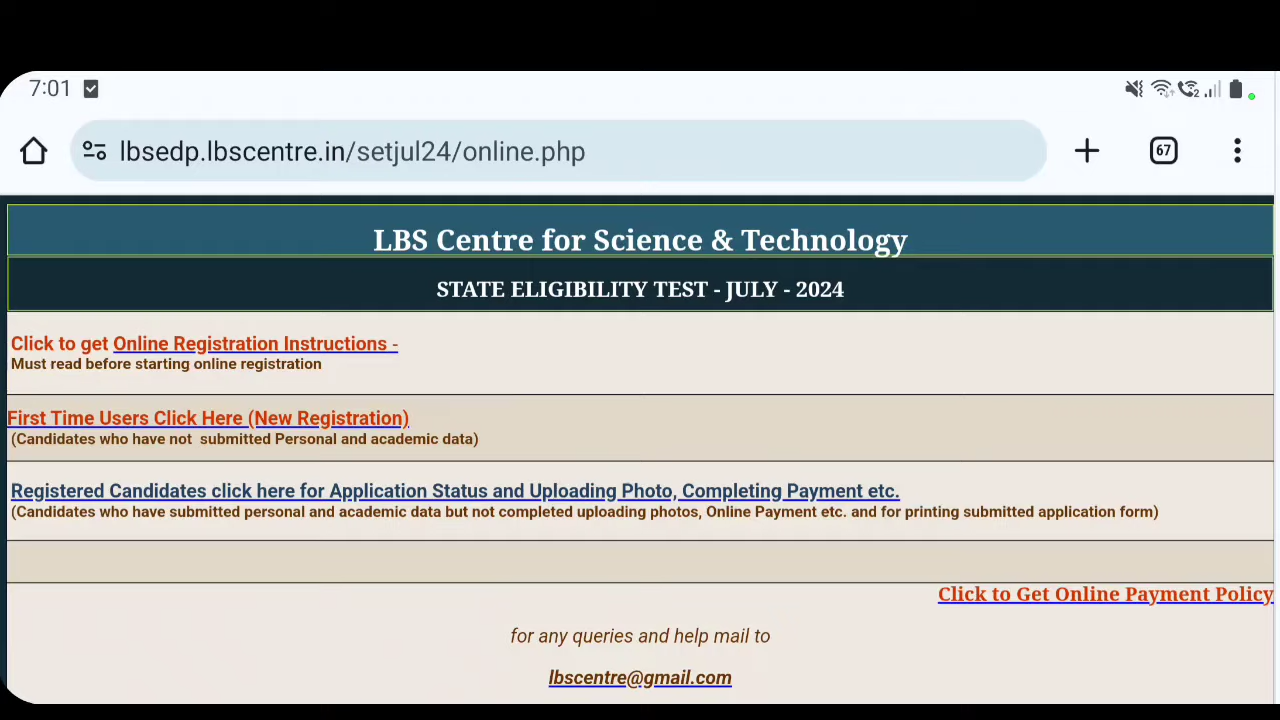 7:01
2
lbsedp.lbscentre.in/setjul24/online.php
67
LBS Centre for Science & Technology
STATE ELIGIBILITY TEST - JULY - 2024
Click to get Online Registration Instructions -
Must read before starting online registration
First Time Users Click Here (New Registration)
(Candidates who have not submitted Personal and academic data)
Registered Candidates click here for Application Status and Uploading Photo, Completing Payment etc.
(Candidates who have submitted personal and academic data but not completed uploading photos, Online Payment etc. and for printing submitted application form)
Click to Get Online Payment Policy
for any queries and help mail to
lbscentre@gmail.com